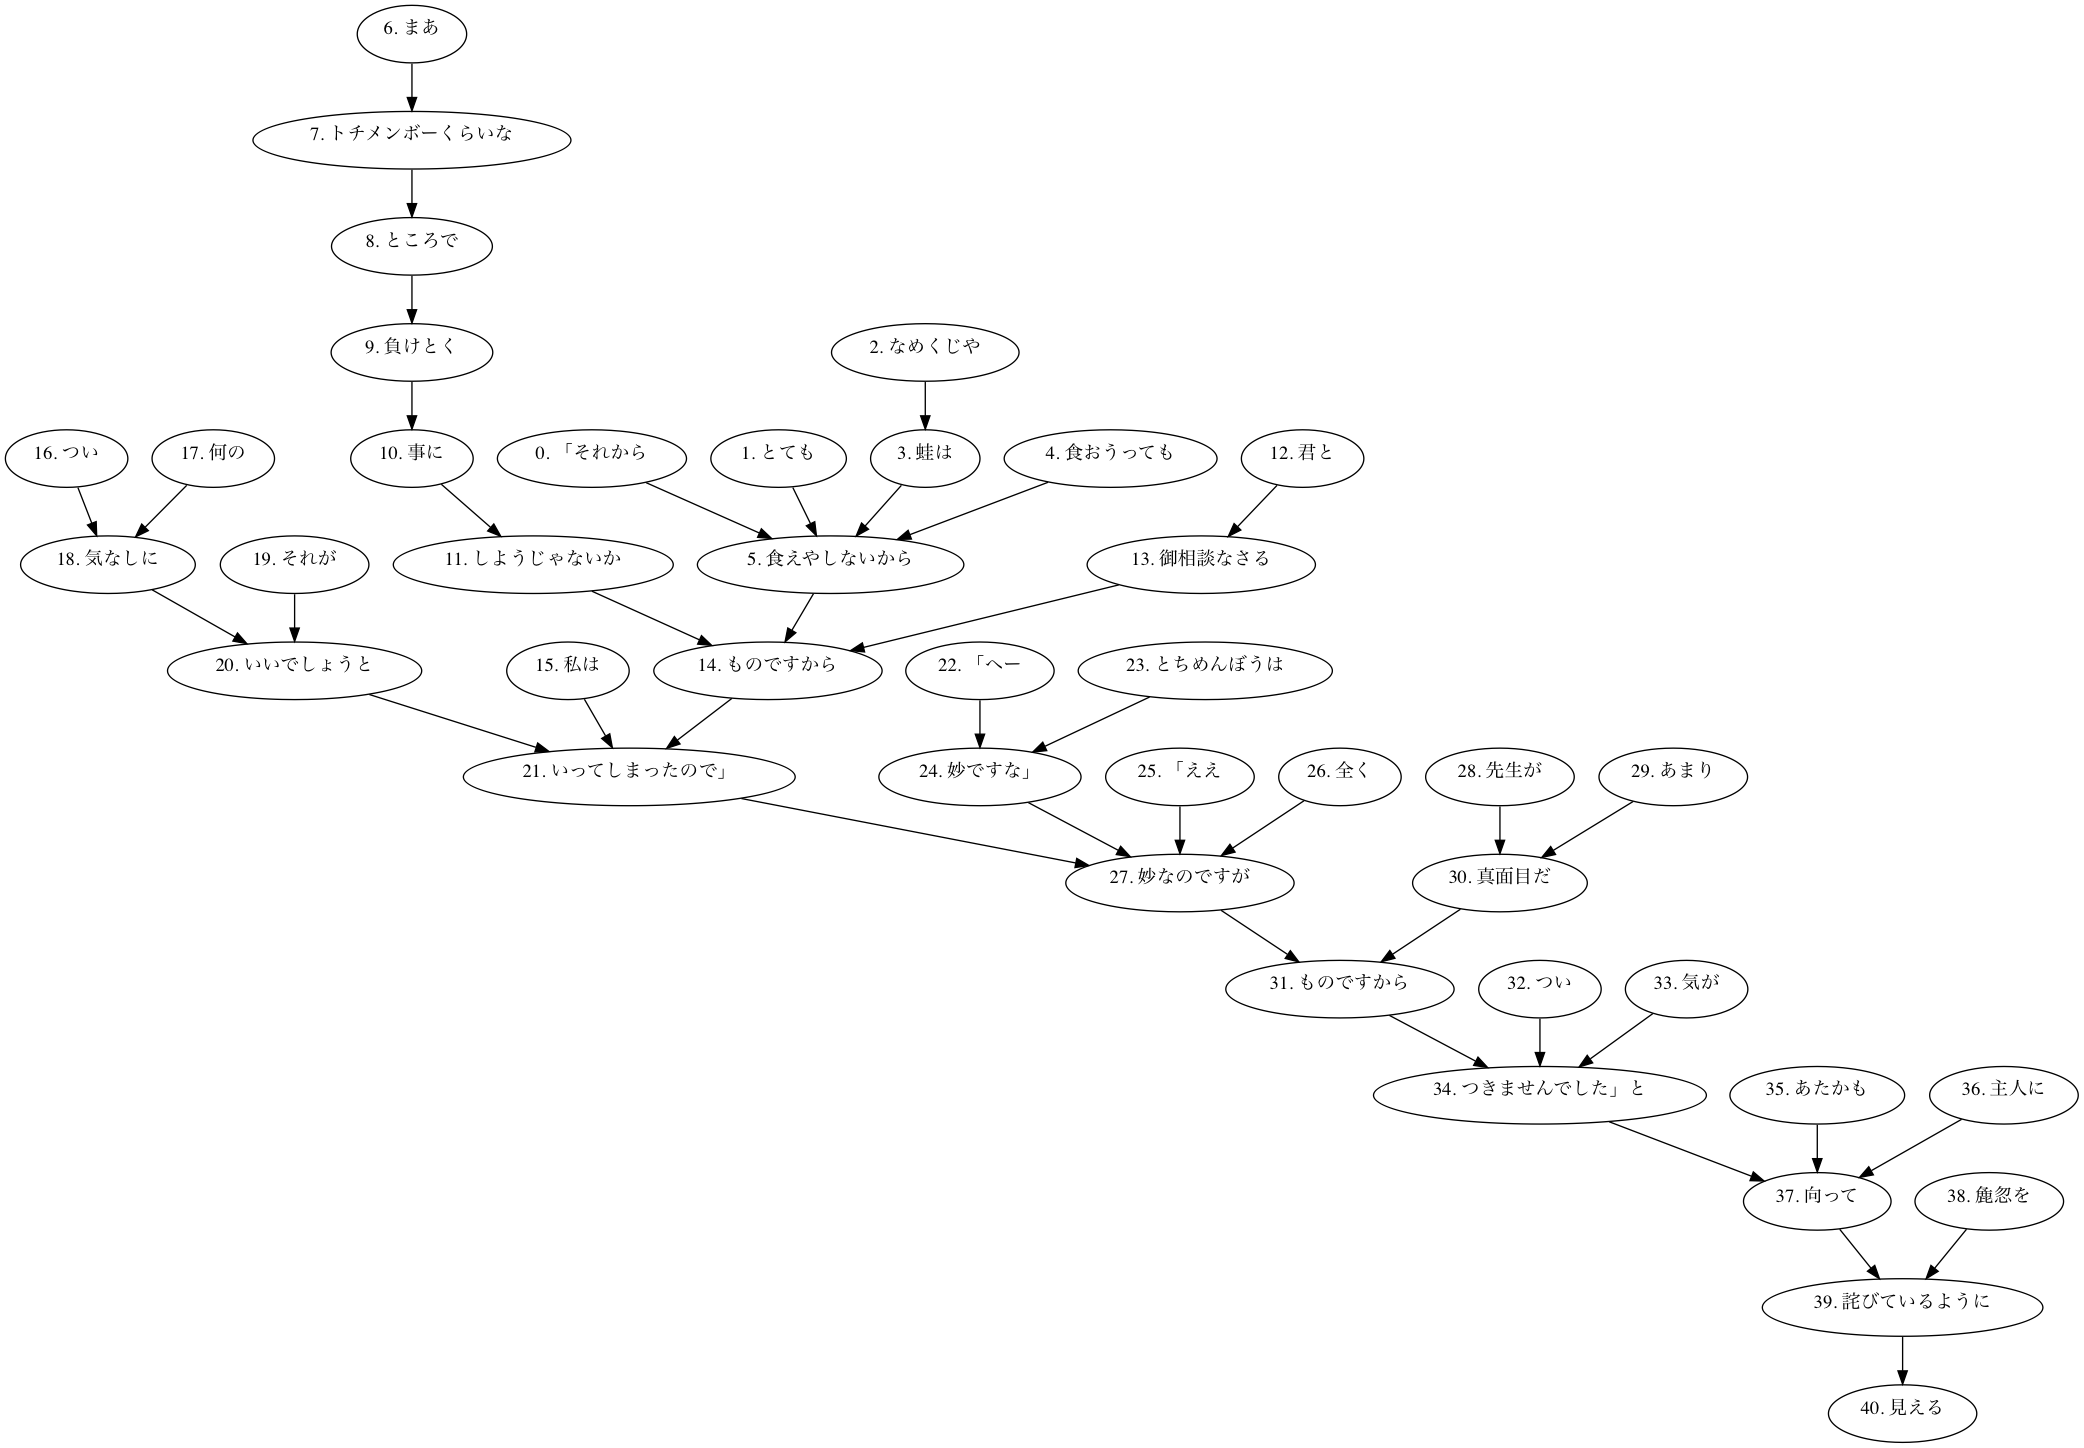 6. まあ
7. トチメンボーくらいな
8. ところで
9. 負けとく
2. なめくじや
16. つい
17. 何の
10. 事に
0. 「それから
1. とても
3. 蛙は
4. 食おうっても
12. 君と
18. 気なしに
19. それが
11. しようじゃないか
5. 食えやしないから
13. 御相談なさる
20. いいでしょうと
15. 私は
14. ものですから
22. 「へー
23. とちめんぼうは
21. いってしまったので」
24. 妙ですな」
25. 「ええ
26. 全く
28. 先生が
29. あまり
27. 妙なのですが
30. 真面目だ
31. ものですから
32. つい
33. 気が
34. つきませんでした」と
35. あたかも
36. 主人に
37. 向って
38. 麁忽を
39. 詫びているように
40. 見える